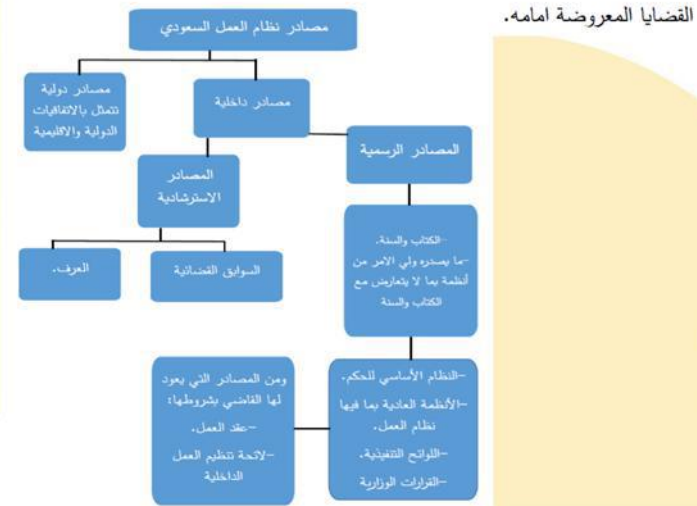 القضايا المعروضة امامه.
مصادر نظام العمل السعودي
مصادر داخلية
مصادر دولية
تتمثل بالاتفاقيات
الدولية والاقليمية
المصادر الرسمية
المصادر
الاسترشادية
السوابق القضائية
العرف.
-الكتاب والسنة.
-ما يصدره ولي الامر من
أنظمة بما لا يتعارض مع
الكتاب والسنة
-النظام الأساسي للحكم.
-الأنظمة العادية بما فيها
نظام العمل.
-اللوائح التنفيذية.
-القرارات الوزارية
ومن المصادر التي يعود
لها القاضي بشروطها:
-عقد العمل.
-لائحة تنظيم العمل
الداخلية